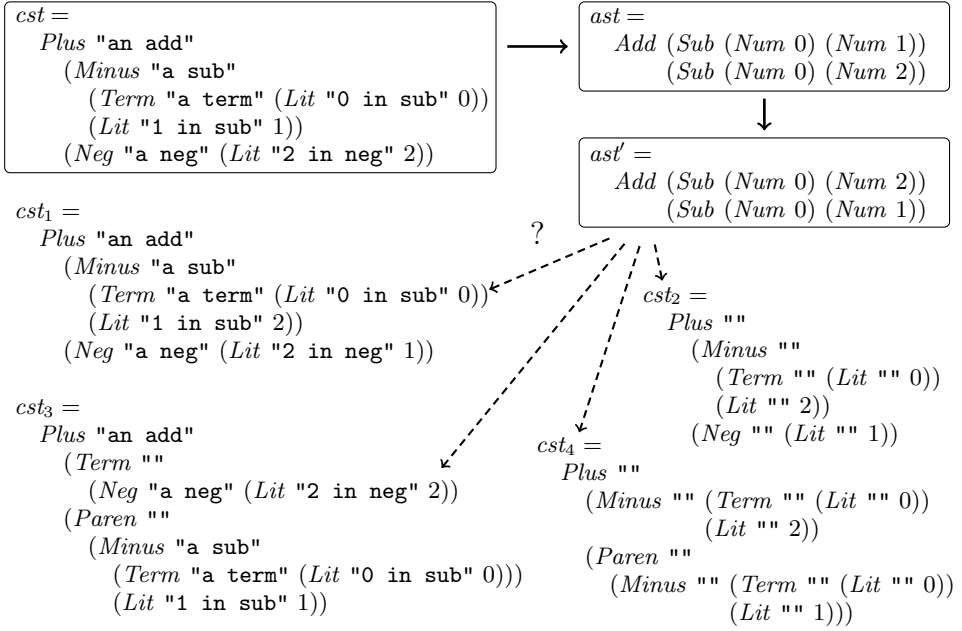 cst =
Plus "an add"
(Minus "a sub"
(Term "a term" (Lit "0 in sub" 0))
(Lit "1 in sub" 1))
(Neg "a neg" (Lit "2 in neg" 2))
ast =
Add (Sub (Num 0) (Num 1))
(Sub (Num 0) (Num 2))
ast′ =
Add (Sub (Num 0) (Num 2))
(Sub (Num 0) (Num 1))
?
cst₁ =
Plus "an add"
(Minus "a sub"
(Term "a term" (Lit "0 in sub" 0))
(Lit "1 in sub" 2))
(Neg "a neg" (Lit "2 in neg" 1))
cst₂ =
Plus ""
(Minus ""
(Term "" (Lit "" 0))
(Lit "" 2))
(Neg "" (Lit "" 1))
cst₃ =
Plus "an add"
(Term ""
(Neg "a neg" (Lit "2 in neg" 2))
(Paren ""
(Minus "a sub"
(Term "a term" (Lit "0 in sub" 0)))
(Lit "1 in sub" 1))
cst₄ =
Plus ""
(Minus "" (Term "" (Lit "" 0))
(Lit "" 2))
(Paren ""
(Minus "" (Term "" (Lit "" 0))
(Lit "" 1)))